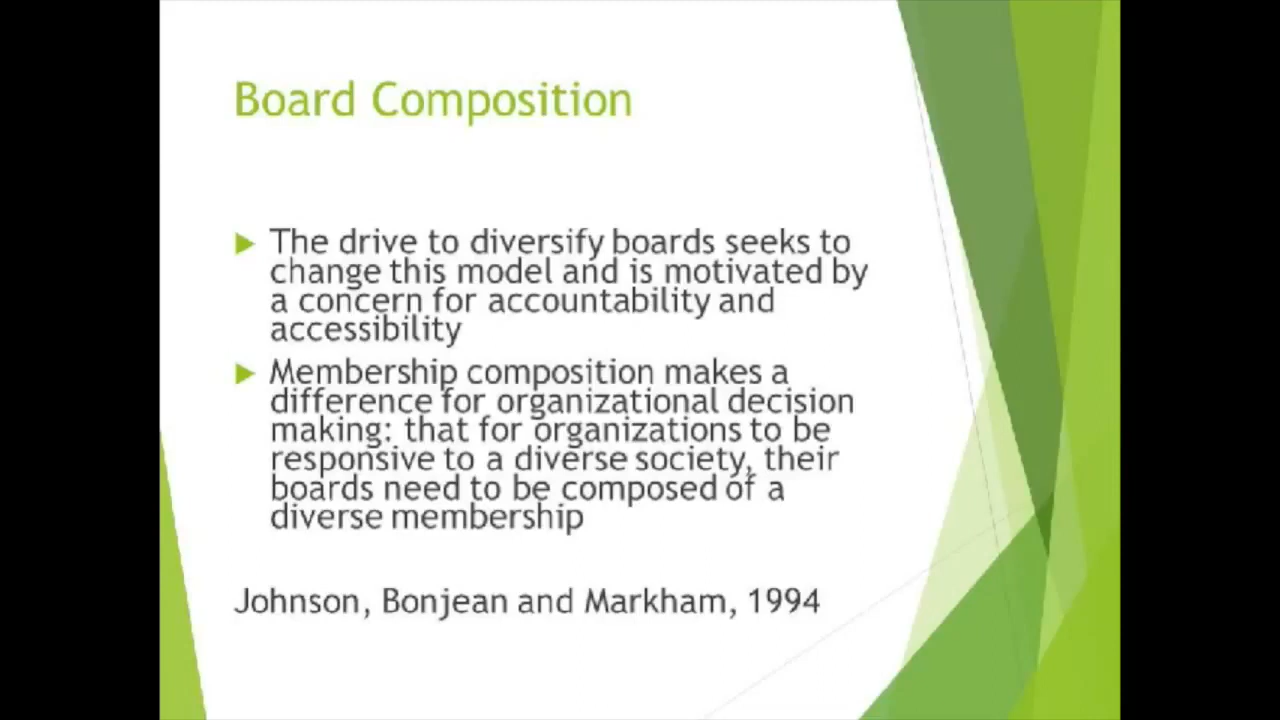 Board Composition
The drive to diversify boards seeks to
change this model and is motivated by
a concern for accountability and
accessibility
Membership composition makes a
difference for organizational decision
making: that for organizations to be
responsive to a diverse society, their
boards need to be composed of a
diverse membership
Johnson, Bonjean and Markham, 1994